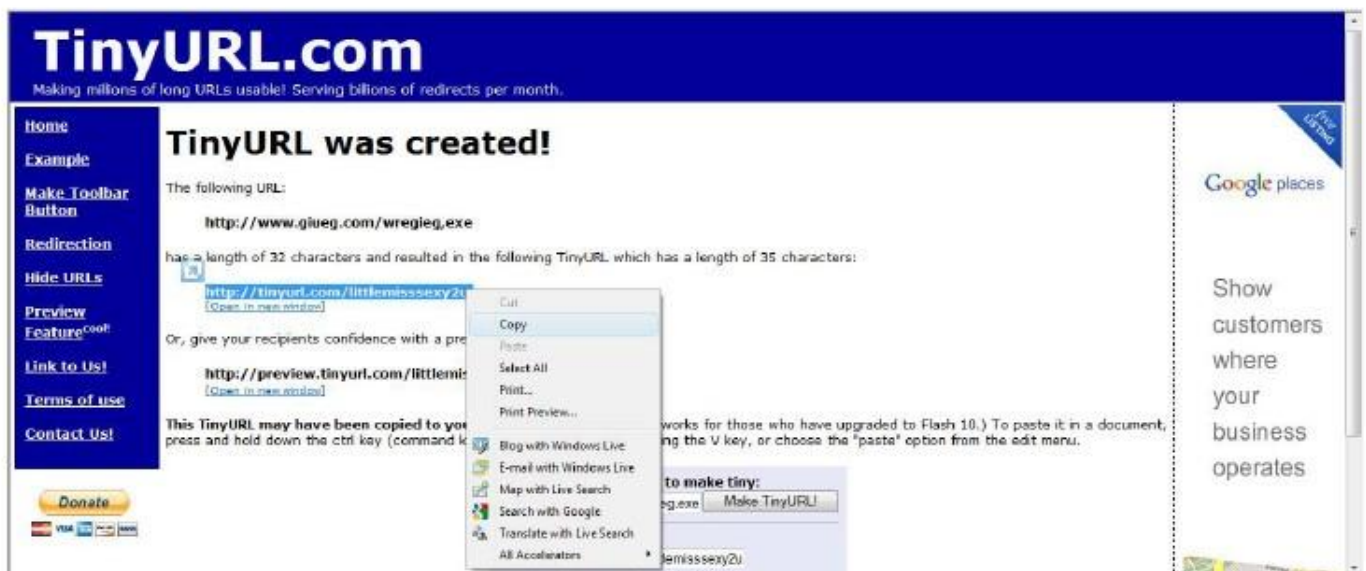 TinyURL.com
Making millions of long URLs usable! Serving billions of redirects per month.
Home
Example
Make Toolbar
Button
Redirection
Hide URLs
Preview
Feature cool!
Link to Us!
Terms of use
Contact Us!
Donate
VISA
TinyURL was created!
The following URL:
http://www.giueg.com/wregieg.exe
has a length of 32 characters and resulted in the following TinyURL which has a length of 35 characters:
http://tinyurl.com/littlemisssexy2u
[Open in new window]
Or, give your recipients confidence with a pre
http://preview.tinyurl.com/littlemis
[Open in new window]
This TinyURL may have been copied to you works for those who have upgraded to Flash 10.) To paste it in a document,
press and hold down the ctrl key (command k ng the V key, or choose the "paste" option from the edit menu.
Cut
Copy
Paste
Select All
Print...
Print Preview...
Blog with Windows Live
E-mail with Windows Live
Map with Live Search
Search with Google
Translate with Live Search
All Accelerators
to make tiny:
eg.exe Make TinyURL!
lemisssexy2u
free
LISTING
Google places
Show
customers
where
your
business
operates